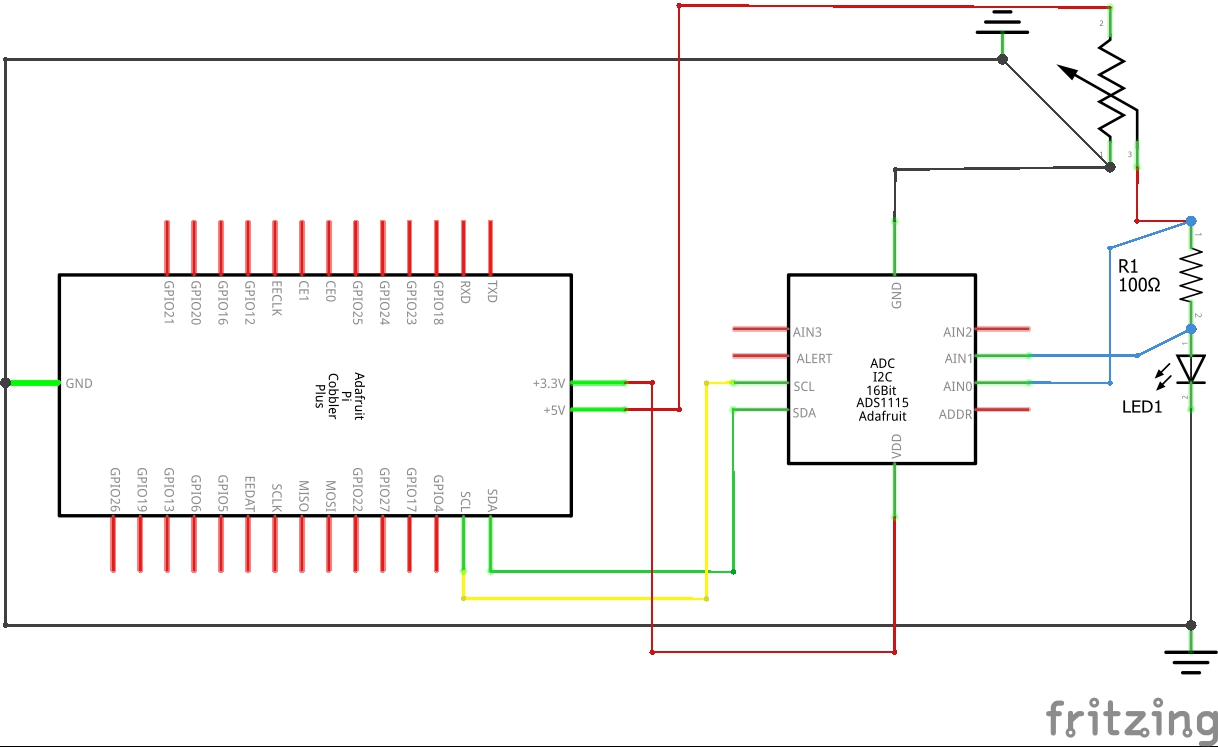 2
1
3
GPIO21
GPIO20
GPIO16
GPIO12
EECLK
CE1
CE0
GPIO25
GPIO24
GPIO23
GPIO18
RXD
TXD
GND
Adafruit
Pi
Cobbler
Plus
+3.3V
+5V
GPIO26
GPIO19
GPIO13
GPIO6
GPIO5
EEDAT
SCLK
MISO
MOSI
GPIO22
GPIO27
GPIO17
GPIO4
SCL
SDA
GND
AIN3
ALERT
SCL
SDA
ADC
I2C
16Bit
ADS1115
Adafruit
AIN2
AIN1
AIN0
ADDR
VDD
1
R1
100Ω
2
1
LED1
2
fritzing